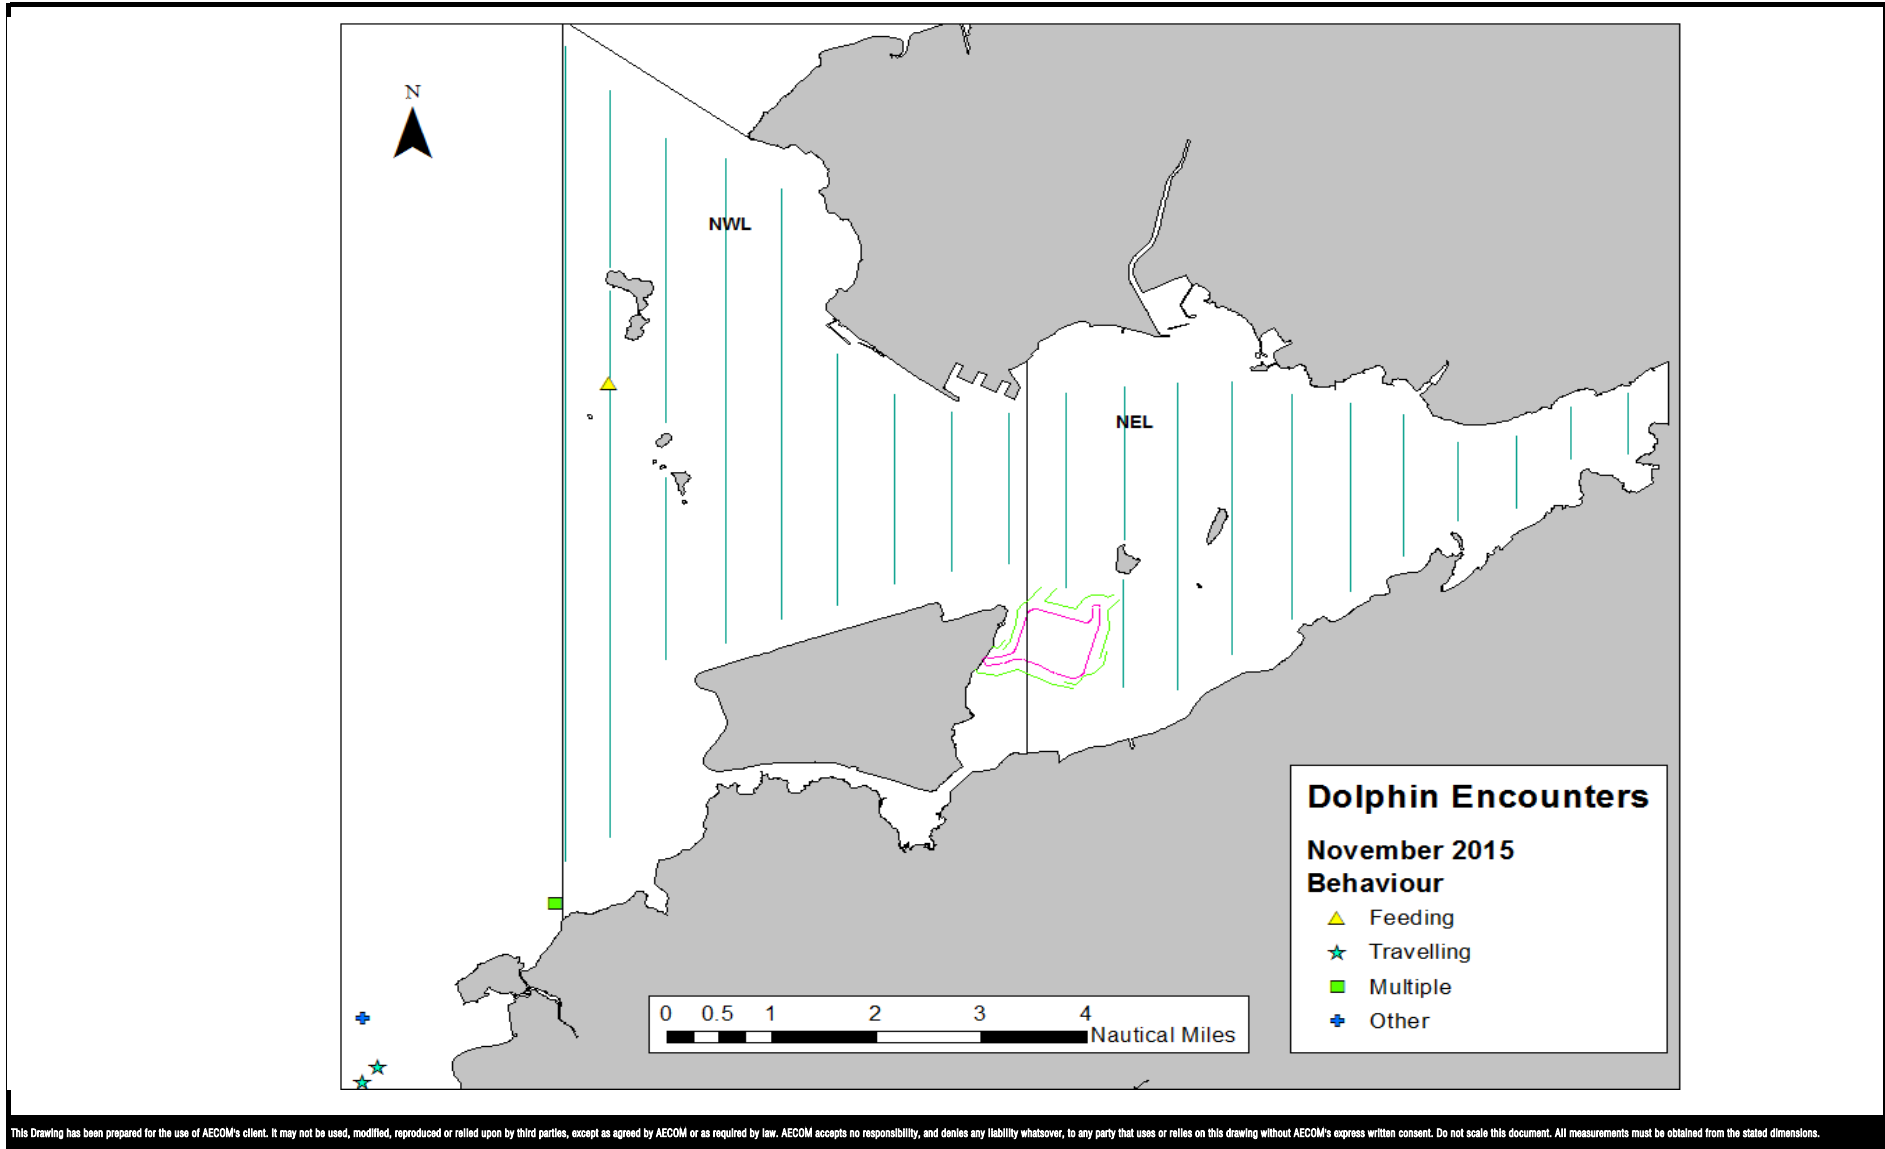 N
NWL
NEL
Dolphin Encounters
November 2015
Behaviour
Feeding
Travelling
Multiple
Other
0 0.5 1 2 3 4
Nautical Miles
This Drawing has been prepared for the use of AECOM's client. It may not be used, modified, reproduced or relied upon by third parties, except as agreed by AECOM or as required by law. AECOM accepts no responsibility, and denies any liability whatsover, to any party that uses or relies on this drawing without AECOM's express written consent. Do not scale this document. All measurements must be obtained from the stated dimensions.